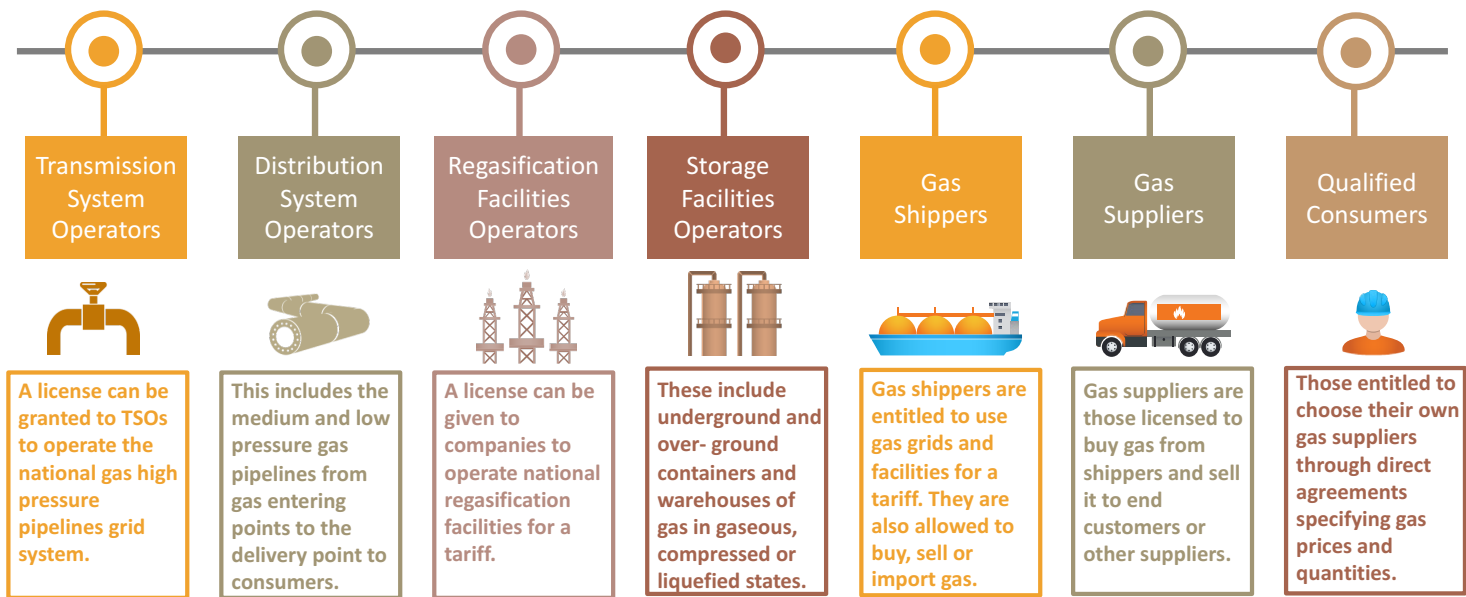 Transmission
System
Operators
Distribution
System
Operators
Regasification
Facilities
Operators
Storage
Facilities
Operators
Gas
Shippers
Gas
Suppliers
Qualified
Consumers
A license can be
granted to TSOs
to operate the
national gas high
pressure
pipelines grid
system.
This includes the
medium and low
pressure gas
pipelines from
gas entering
points to the
delivery point to
consumers.
A license can be
given to
companies to
operate national
regasification
facilities for a
tariff.
These include
underground and
over- ground
containers and
warehouses of
gas in gaseous,
compressed or
liquefied states.
Gas shippers are
entitled to use
gas grids and
facilities for a
tariff. They are
also allowed to
buy, sell or
import gas.
Gas suppliers are
those licensed to
buy gas from
shippers and sell
it to end
customers or
other suppliers.
Those entitled to
choose their own
gas suppliers
through direct
agreements
specifying gas
prices and
quantities.